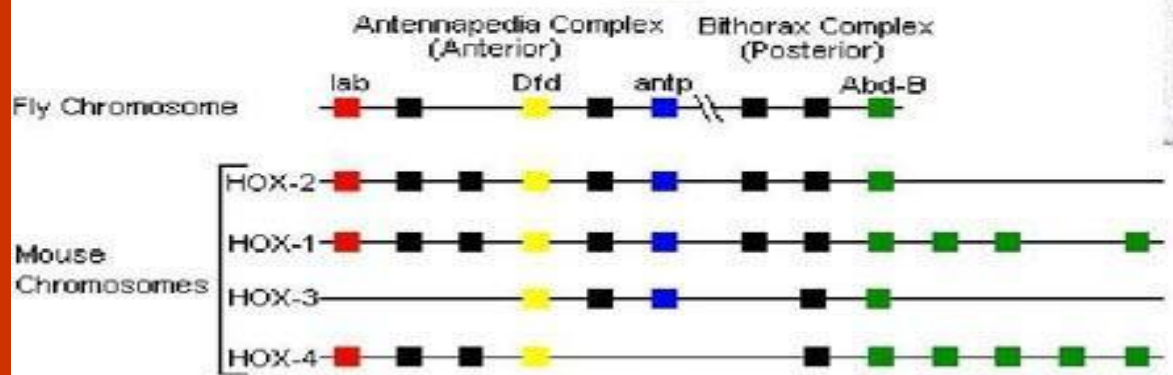 Antennapedia Complex Bithorax Complex
(Anterior) (Posterior)
lab Dfd antp Abd-B
Fly Chromosome
HOX-2
HOX-1
Mouse
Chromosomes
HOX-3
HOX-4